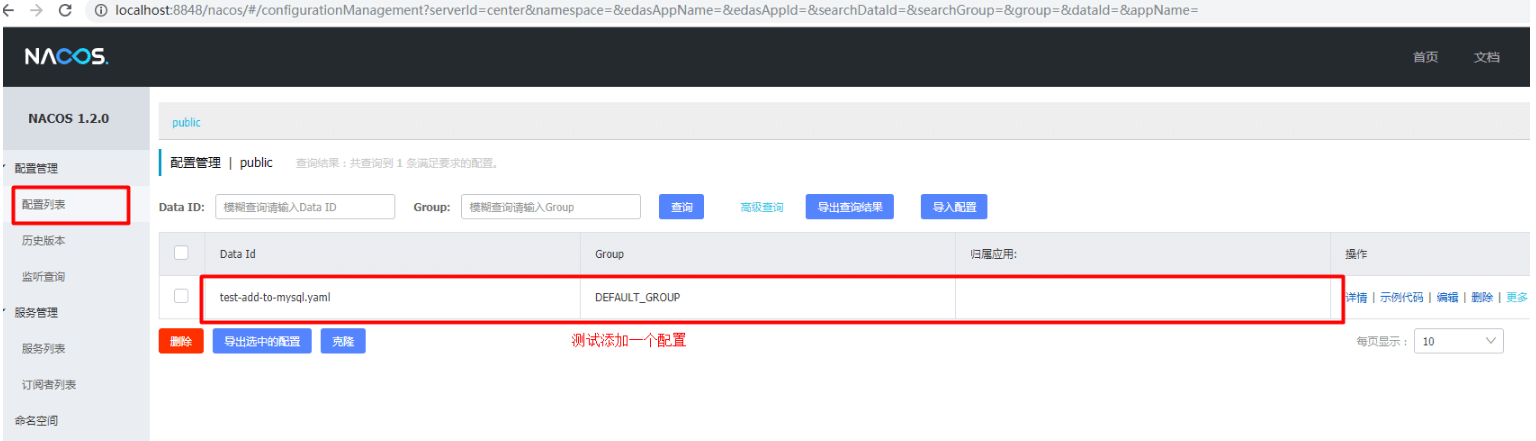 localhost:8848/nacos/#/configurationManagement?serverId=center&namespace=&edasAppName=&edasAppId=&searchDataId=&searchGroup=&group=&dataId=&appName=
NACOS.
首页 文档
NACOS 1.2.0
public
配置管理
配置管理 | public 查询结果：共查询到 1 条满足要求的配置。
配置列表
Data ID: 模糊查询请输入Data ID Group: 模糊查询请输入Group 查询 高级查询 导出查询结果 导入配置
历史版本
Data Id Group 归属应用: 操作
监听查询
test-add-to-mysql.yaml DEFAULT_GROUP 详情 | 示例代码 | 编辑 | 删除 | 更多
服务管理
删除 导出选中的配置 克隆 测试添加一个配置 每页显示： 10
服务列表
订阅者列表
命名空间